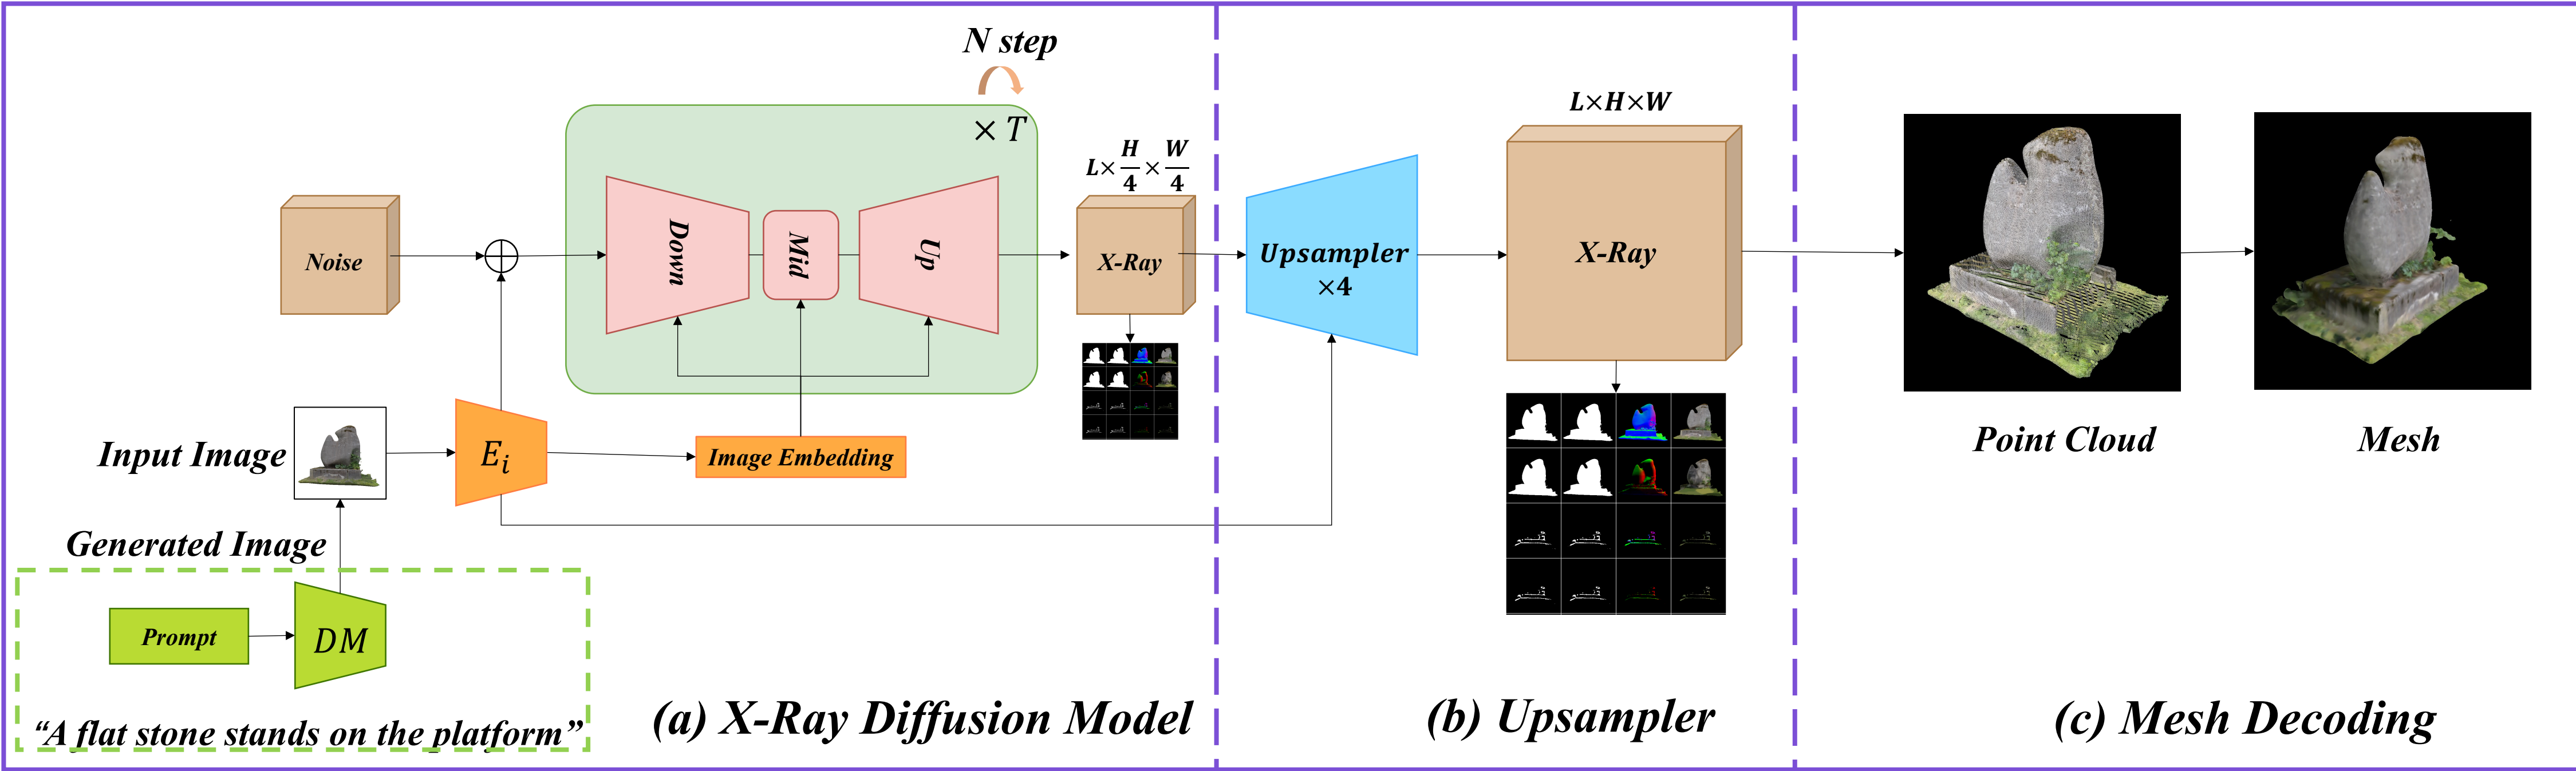 N step
× T
L×H/4×W/4
Noise
Down
Mid
Up
X-Ray
Input Image
E_i
Image Embedding
Generated Image
Prompt
DM
“A flat stone stands on the platform”
(a) X-Ray Diffusion Model
Upsampler
×4
L×H×W
X-Ray
(b) Upsampler
Point Cloud
Mesh
(c) Mesh Decoding